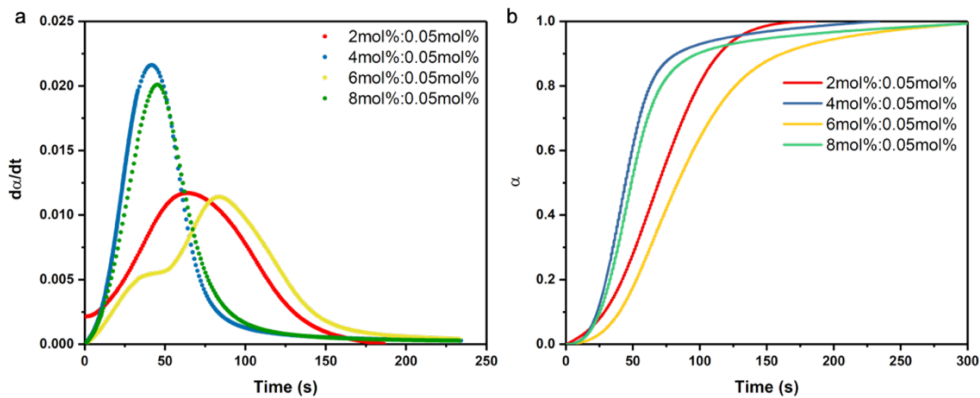 a
0.025
0.020
0.015
0.010
0.005
0.000
dα/dt
0
50
100
150
200
250
Time (s)
2mol%:0.05mol%
4mol%:0.05mol%
6mol%:0.05mol%
8mol%:0.05mol%
b
1.0
0.8
0.6
0.4
0.2
0.0
α
0
50
100
150
200
250
300
Time (s)
2mol%:0.05mol%
4mol%:0.05mol%
6mol%:0.05mol%
8mol%:0.05mol%